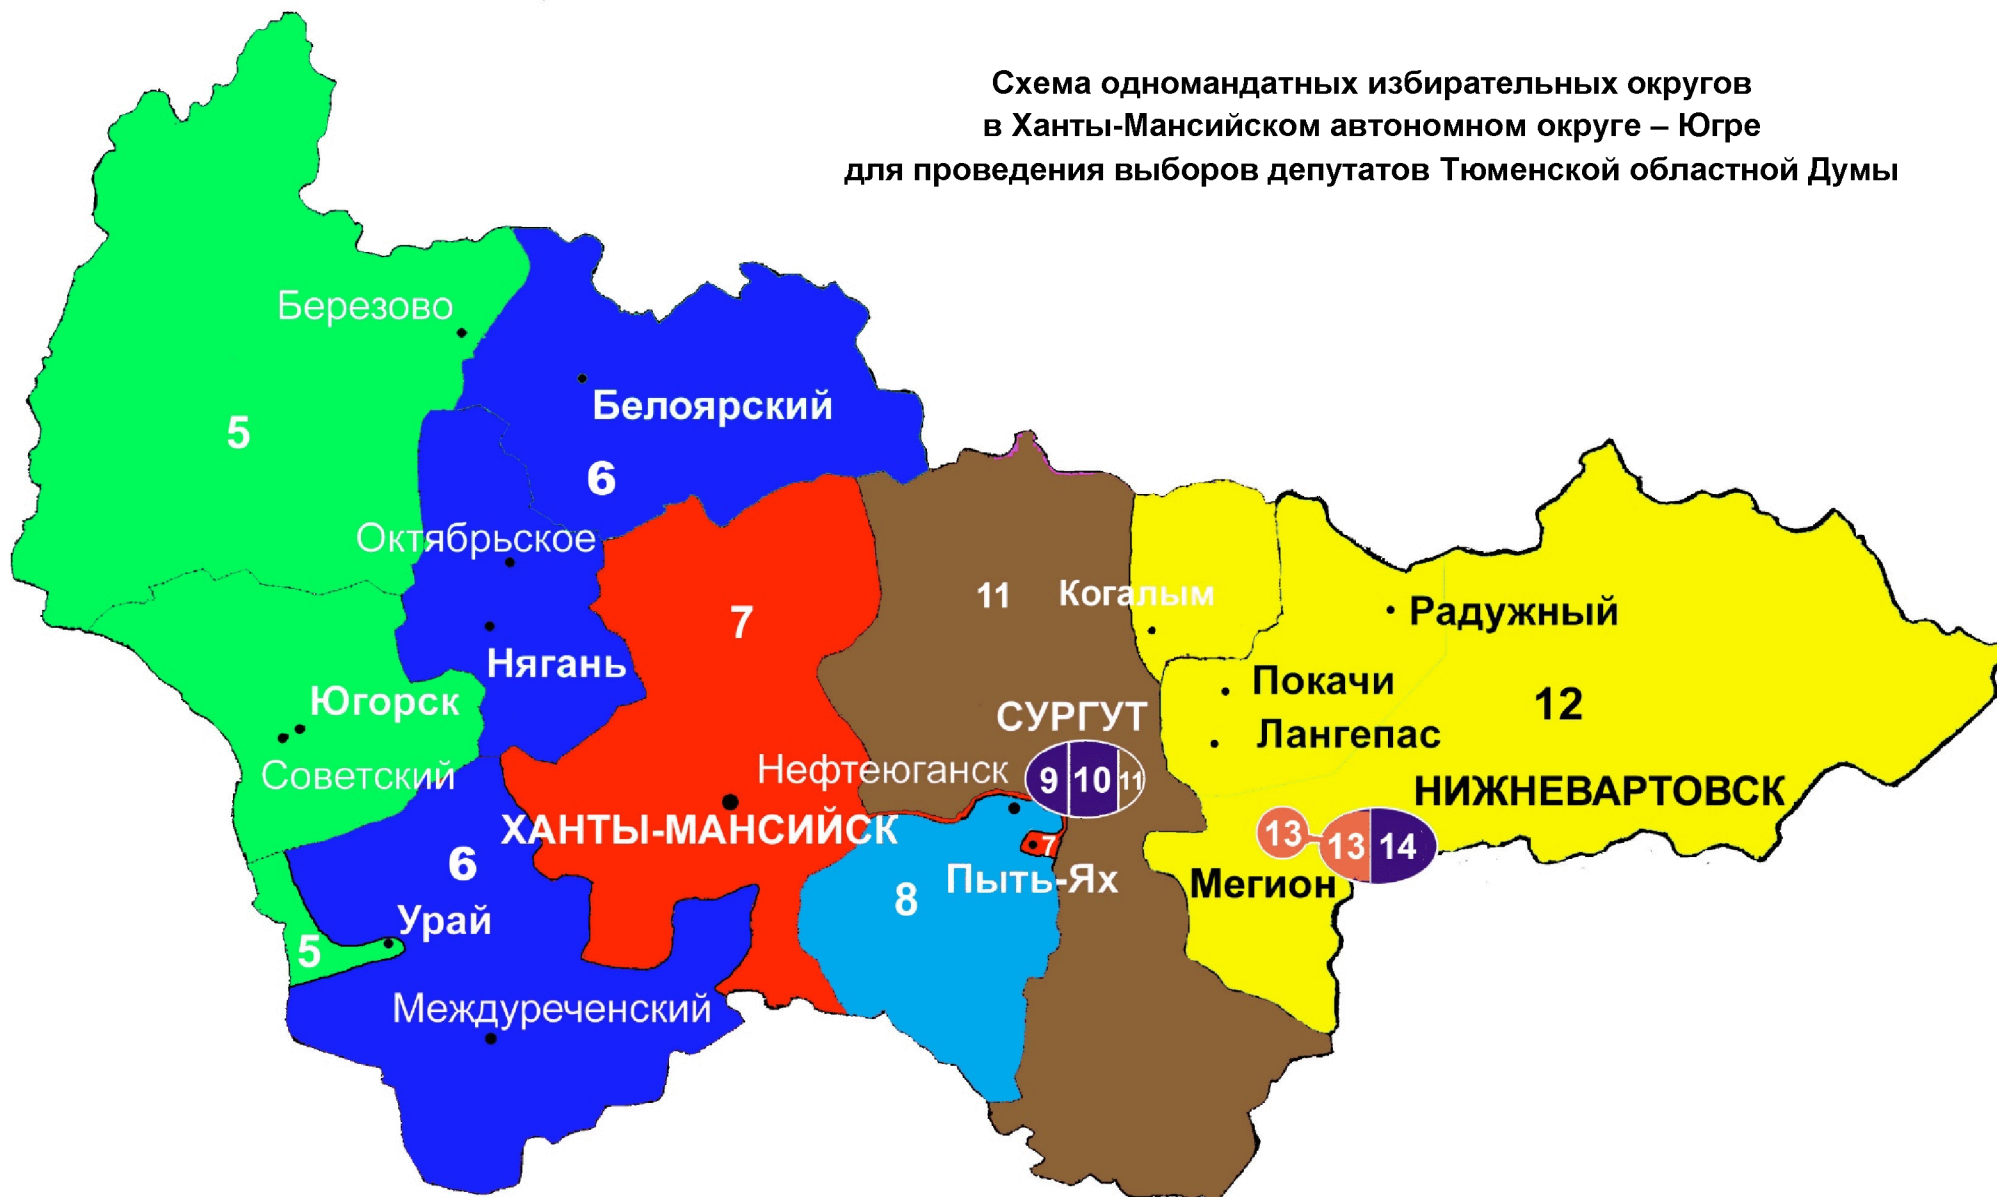 Схема одномандатных избирательных округов
в Ханты-Мансийском автономном округе – Югре
для проведения выборов депутатов Тюменской областной Думы
Березово
Белоярский
5
6
Октябрьское
11
Когалым
Радужный
7
Нягань
Покачи
Югорск
12
СУРГУТ
Лангепас
Советский
Нефтеюганск
9 10 11
НИЖНЕВАРТОВСК
ХАНТЫ-МАНСИЙСК
13 13 14
7
6
Пыть-Ях
Мегион
8
Урай
5
Междуреченский